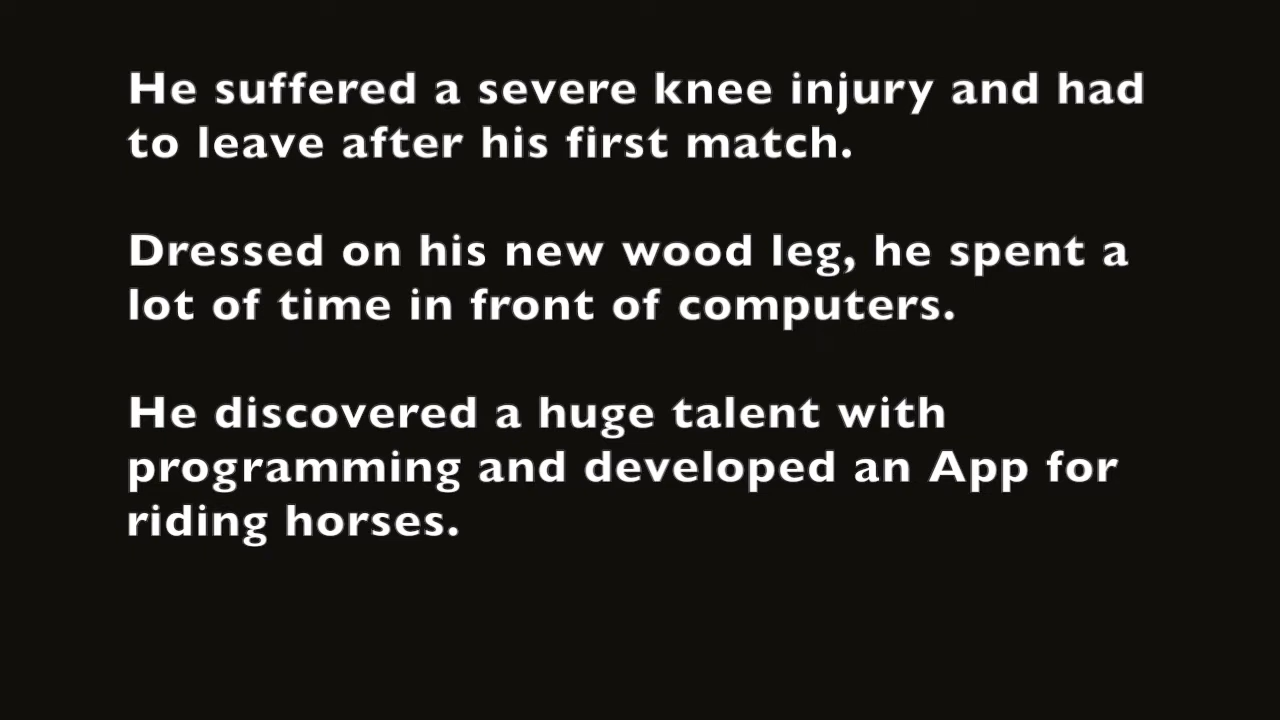 He suffered a severe knee injury and had
to leave after his first match.
Dressed on his new wood leg, he spent a
lot of time in front of computers.
He discovered a huge talent with
programming and developed an App for
riding horses.